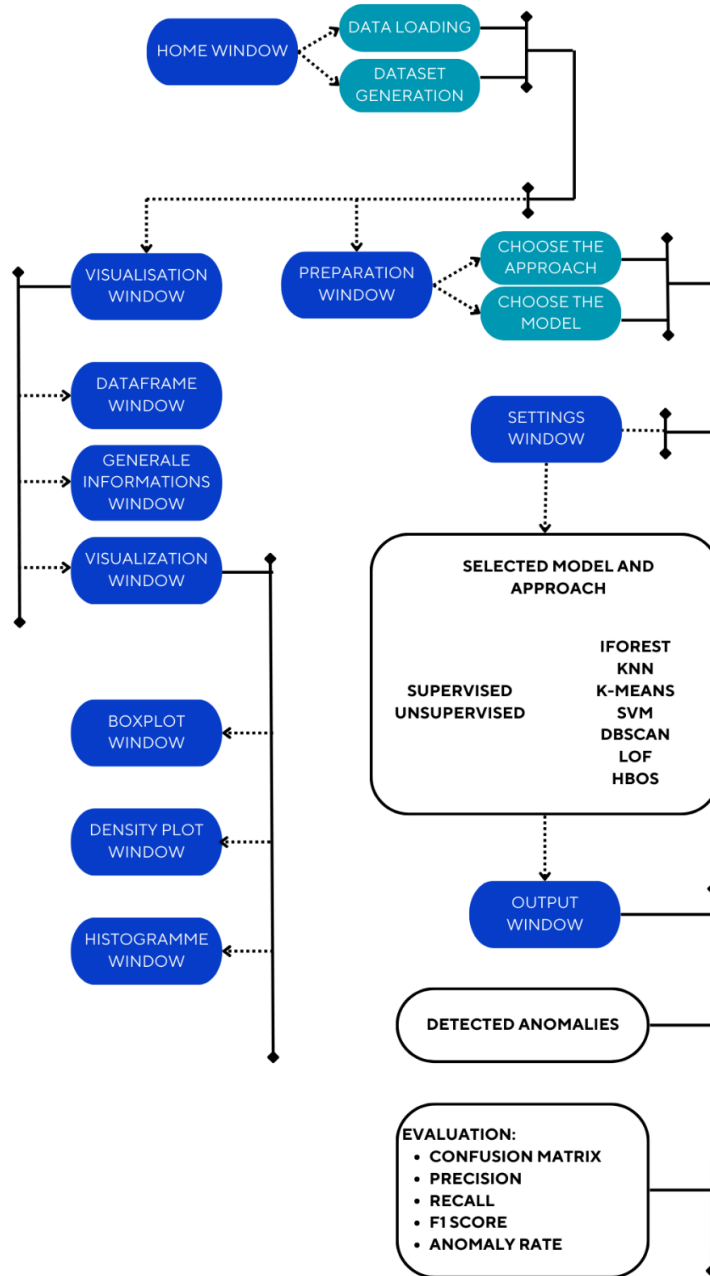 HOME WINDOW
DATA LOADING
DATASET
GENERATION
VISUALISATION
WINDOW
PREPARATION
WINDOW
CHOOSE THE
APPROACH
CHOOSE THE
MODEL
DATAFRAME
WINDOW
GENERALE
INFORMATIONS
WINDOW
VISUALIZATION
WINDOW
BOXPLOT
WINDOW
DENSITY PLOT
WINDOW
HISTOGRAMME
WINDOW
SETTINGS
WINDOW
SELECTED MODEL AND
APPROACH
SUPERVISED
UNSUPERVISED
IFOREST
KNN
K-MEANS
SVM
DBSCAN
LOF
HBOS
OUTPUT
WINDOW
DETECTED ANOMALIES
EVALUATION:
• CONFUSION MATRIX
• PRECISION
• RECALL
• F1 SCORE
• ANOMALY RATE